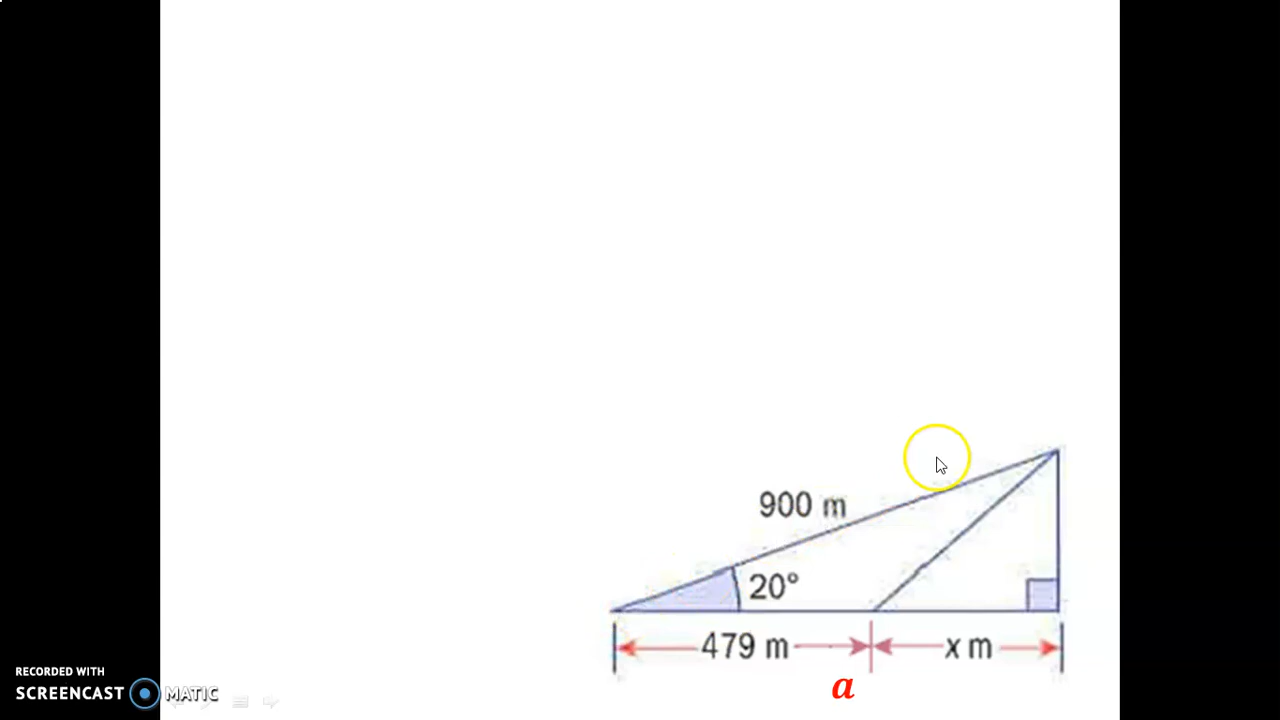 900 m
20°
479 m
x m
a
RECORDED WITH
SCREENCAST MATIC